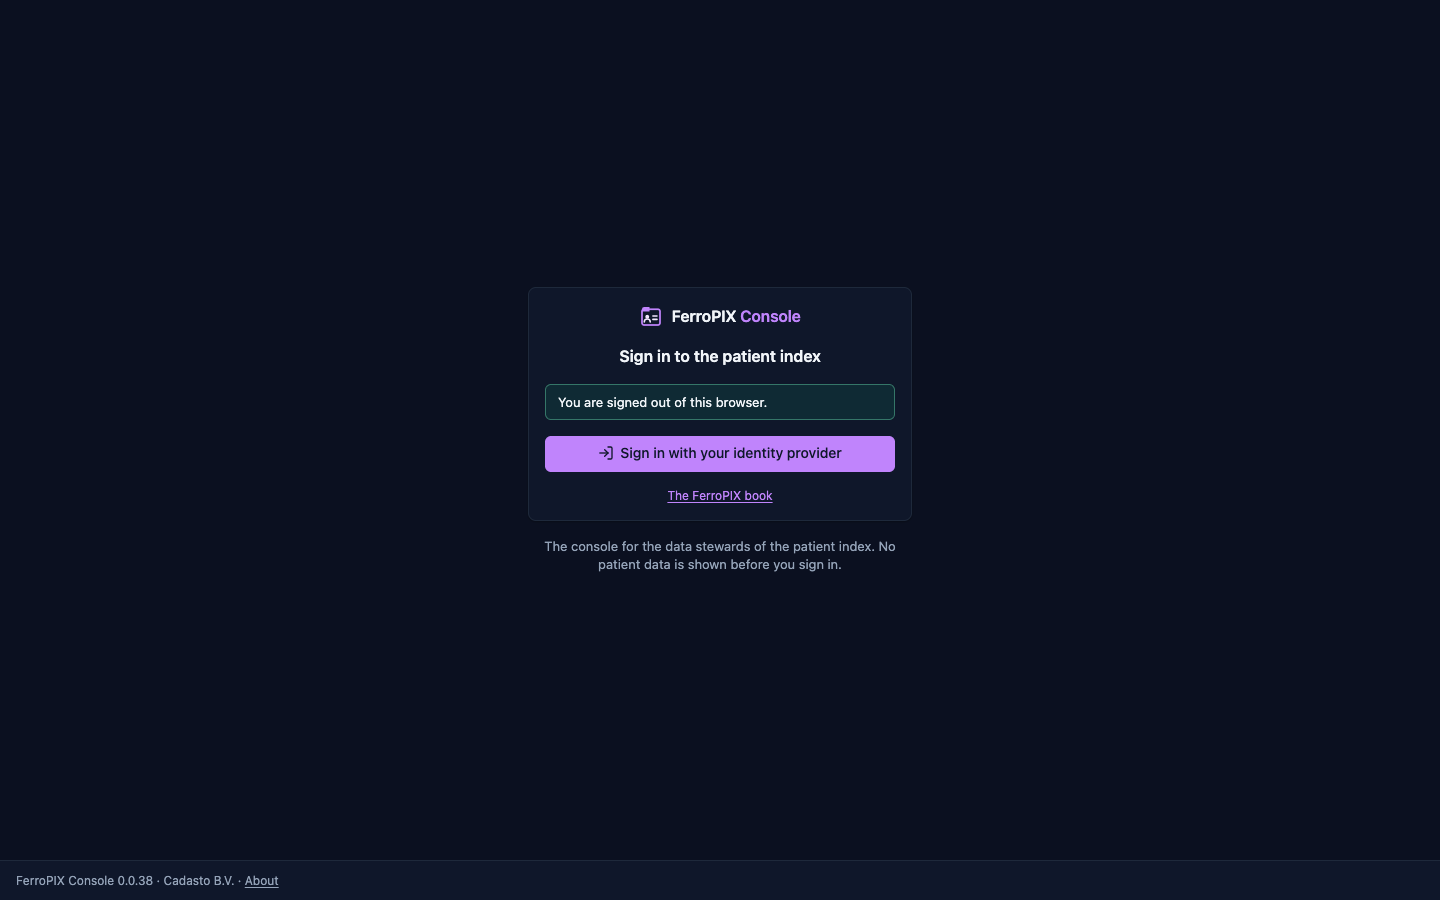 FerroPIX Console
Sign in to the patient index
You are signed out of this browser.
Sign in with your identity provider
The FerroPIX book
The console for the data stewards of the patient index. No
patient data is shown before you sign in.
FerroPIX Console 0.0.38 · Cadasto B.V. · About